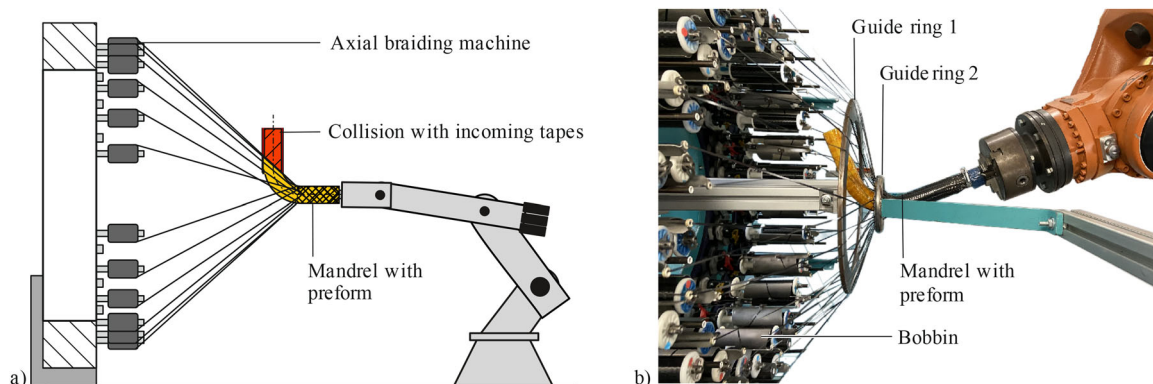 Axial braiding machine
Collision with incoming tapes
Mandrel with
preform
a)
Guide ring 1
Guide ring 2
Mandrel with
preform
Bobbin
b)